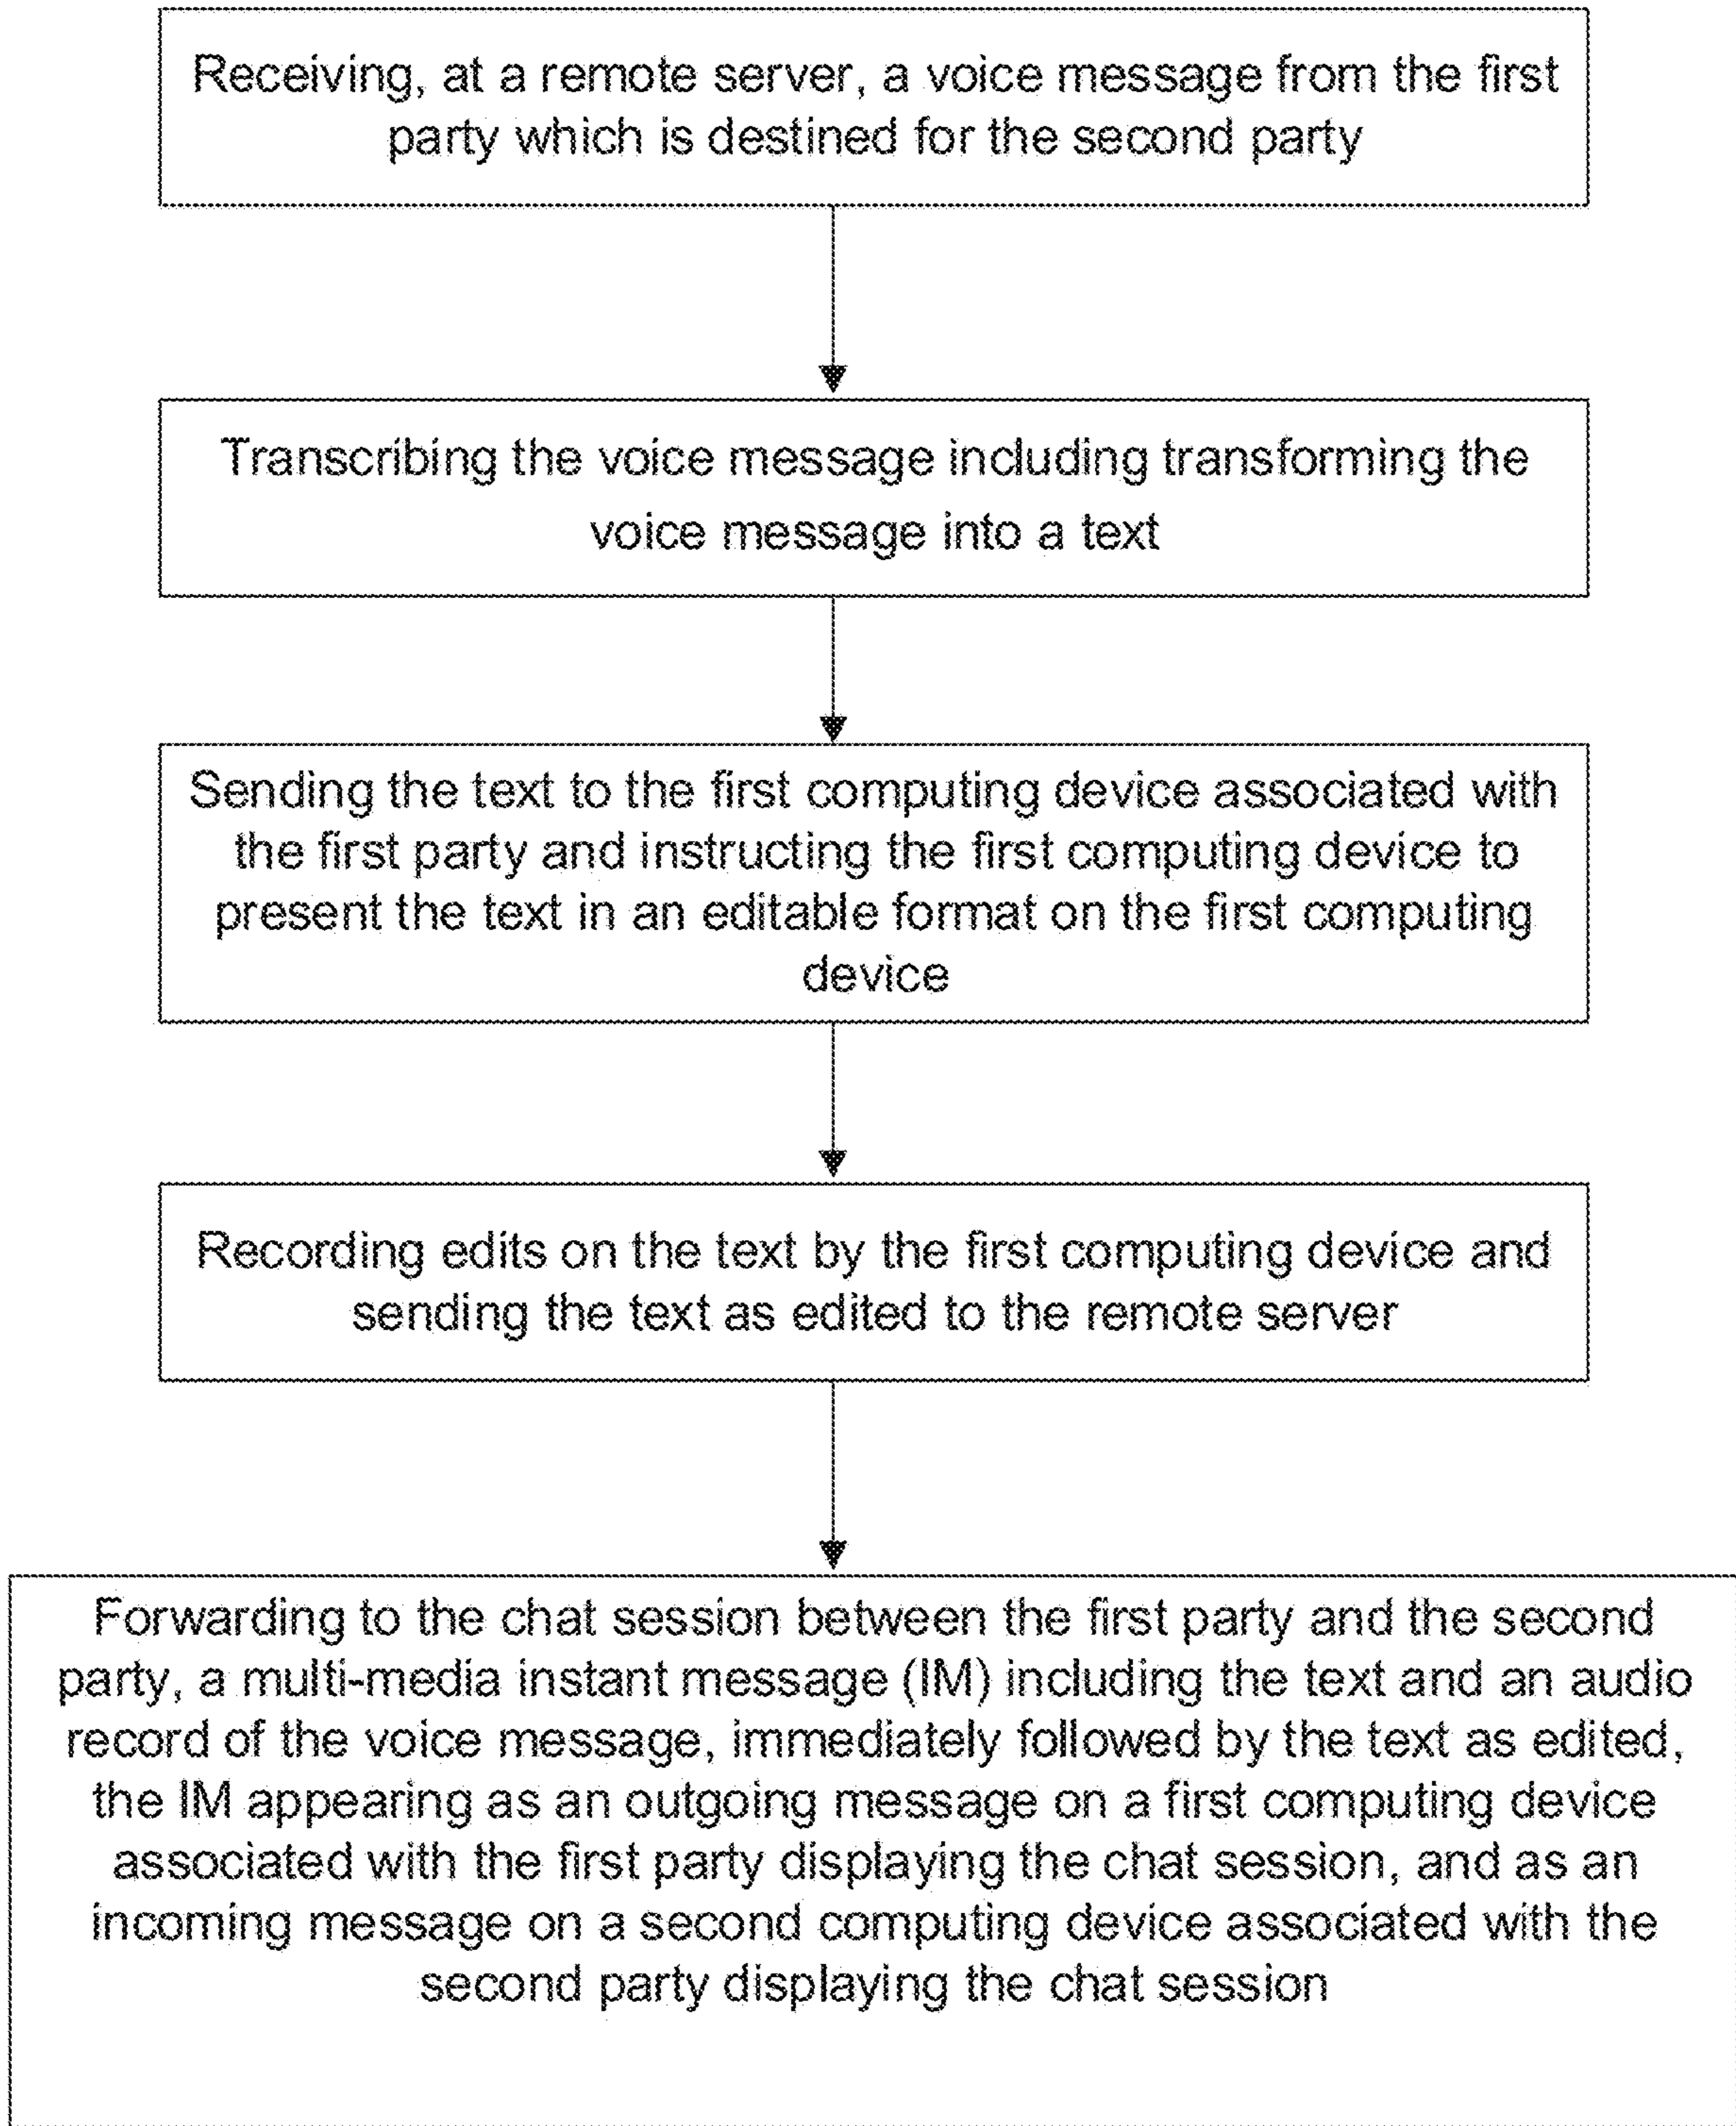 Receiving, at a remote server, a voice message from the first
party which is destined for the second party
Transcribing the voice message including transforming the
voice message into a text
Sending the text to the first computing device associated with
the first party and instructing the first computing device to
present the text in an editable format on the first computing
device
Recording edits on the text by the first computing device and
sending the text as edited to the remote server
Forwarding to the chat session between the first party and the second
party, a multi-media instant message (IM) including the text and an audio
record of the voice message, immediately followed by the text as edited,
the IM appearing as an outgoing message on a first computing device
associated with the first party displaying the chat session, and as an
incoming message on a second computing device associated with the
second party displaying the chat session